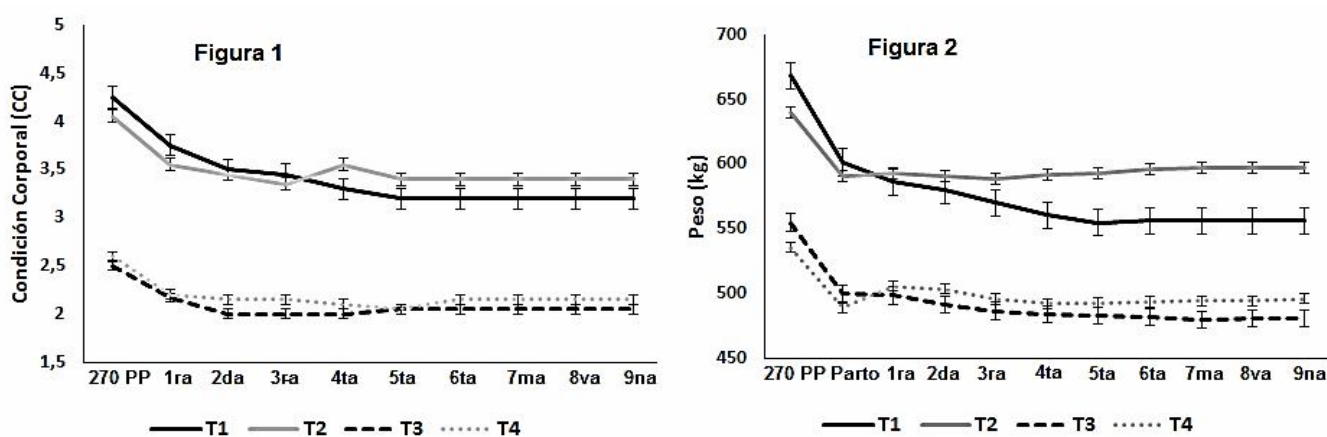 Figura 1
Condición Corporal (CC)
5
4,5
4
3,5
3
2,5
2
1,5
270 PP 1ra 2da 3ra 4ta 5ta 6ta 7ma 8va 9na
T1 T2 T3 T4
Figura 2
Peso (kg)
700
650
600
550
500
450
270 PP Parto 1ra 2da 3ra 4ta 5ta 6ta 7ma 8va 9na
T1 T2 T3 T4